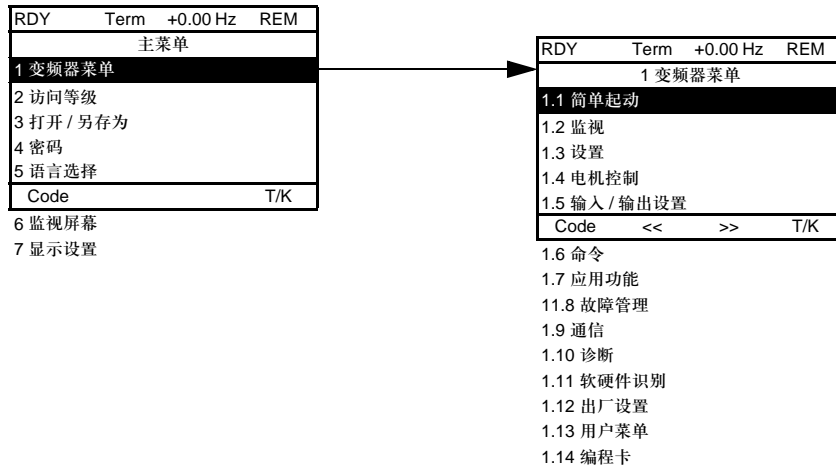 RDY Term +0.00 Hz REM
主菜单
1 变频器菜单
2 访问等级
3 打开 / 另存为
4 密码
5 语言选择
Code T/K
6 监视屏幕
7 显示设置
RDY Term +0.00 Hz REM
1 变频器菜单
1.1 简单起动
1.2 监视
1.3 设置
1.4 电机控制
1.5 输入 / 输出设置
Code << >> T/K
1.6 命令
1.7 应用功能
11.8 故障管理
1.9 通信
1.10 诊断
1.11 软硬件识别
1.12 出厂设置
1.13 用户菜单
1.14 编程卡